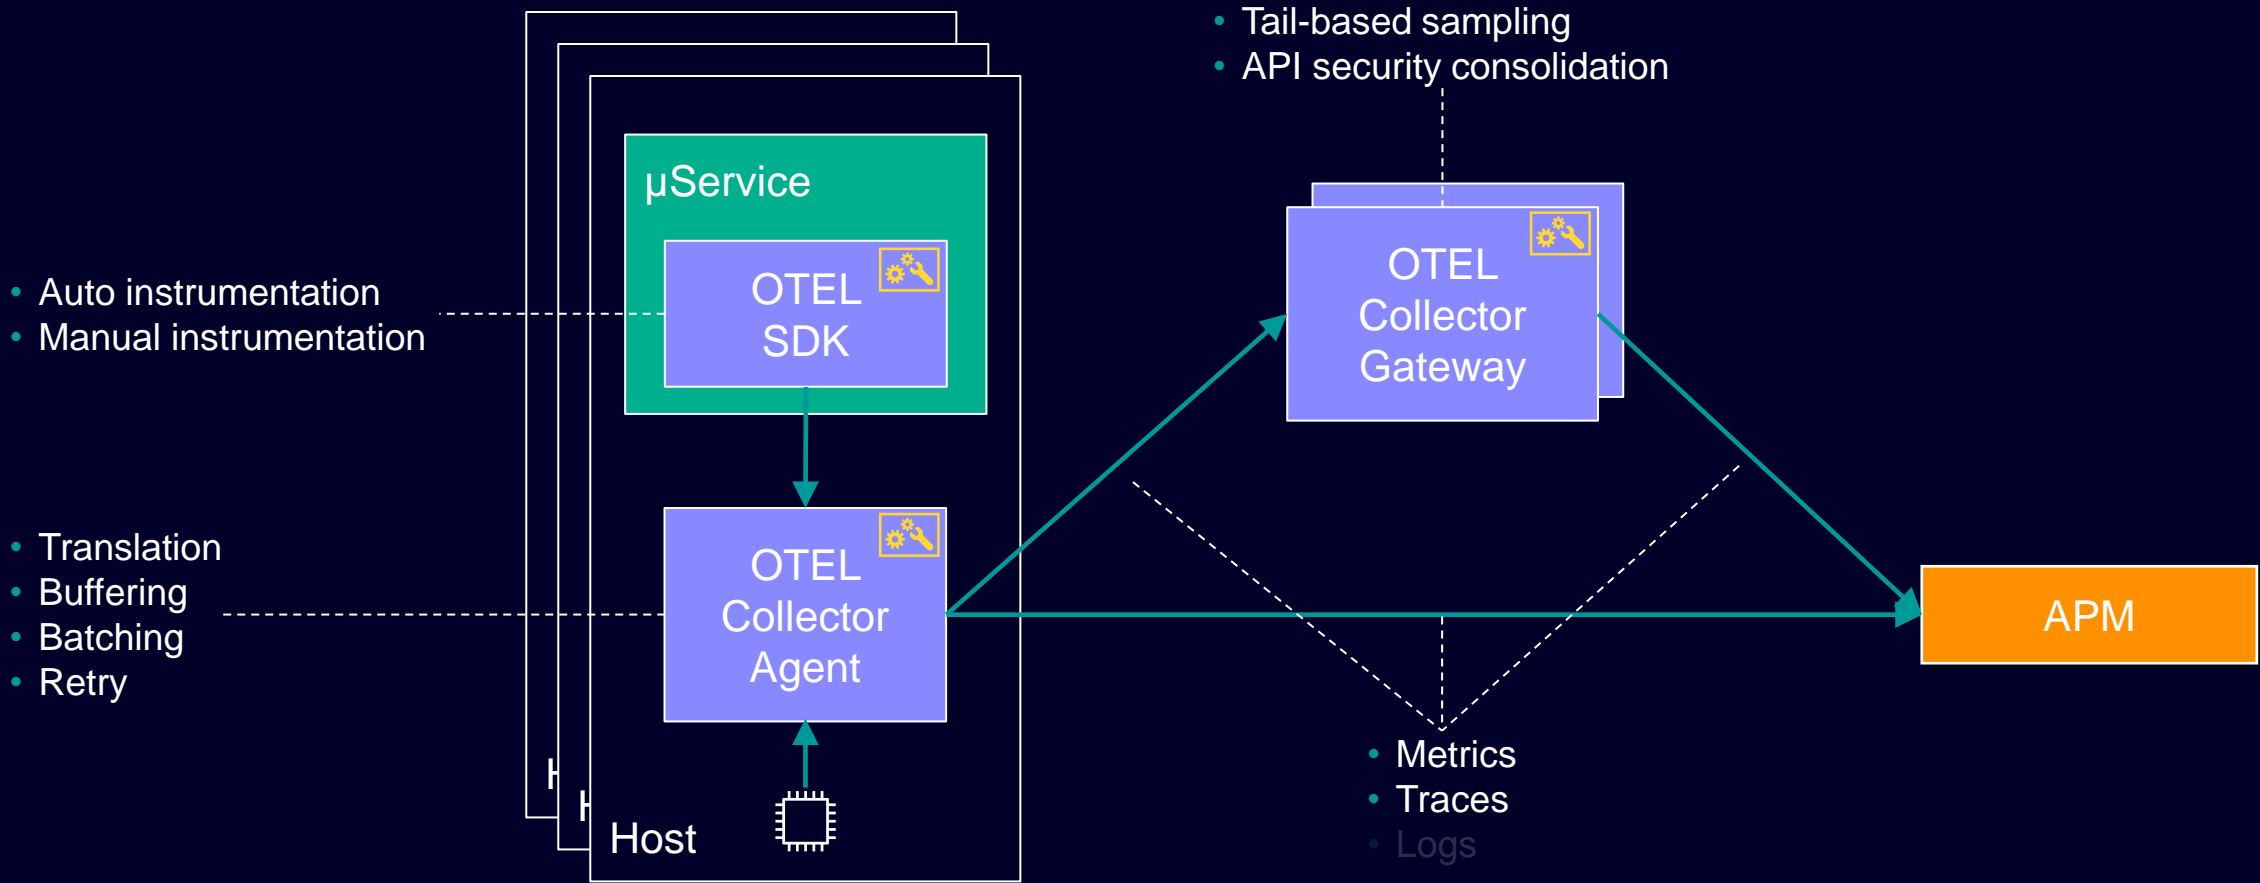 • Tail-based sampling
• API security consolidation
µService
OTEL
SDK
• Auto instrumentation
• Manual instrumentation
OTEL
Collector
Gateway
• Translation
• Buffering
• Batching
• Retry
OTEL
Collector
Agent
APM
• Metrics
• Traces
• Logs
H
H
Host